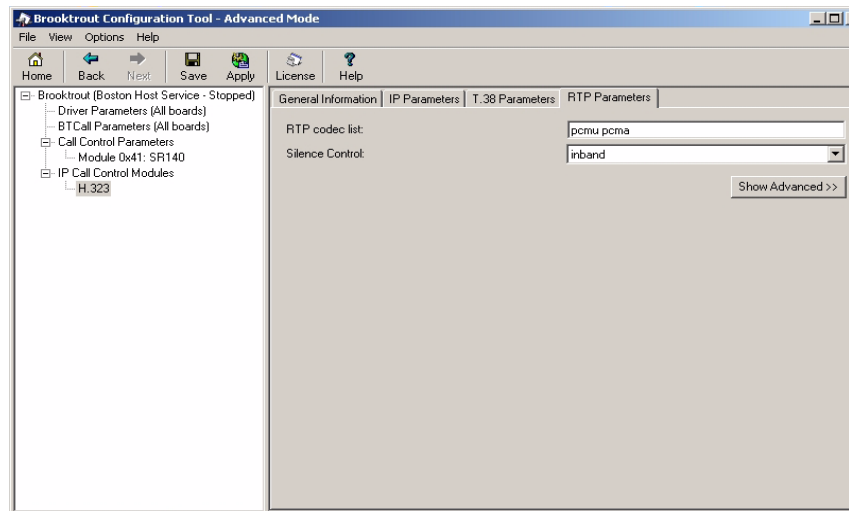 Brooktrout Configuration Tool - Advanced Mode
File View Options Help
Home Back Next Save Apply License Help
Brooktrout (Boston Host Service - Stopped)
Driver Parameters (All boards)
BTCall Parameters (All boards)
Call Control Parameters
Module 0x41: SR140
IP Call Control Modules
H.323
General Information IP Parameters T.38 Parameters RTP Parameters
RTP codec list: pcmu pcma
Silence Control: inband
Show Advanced >>